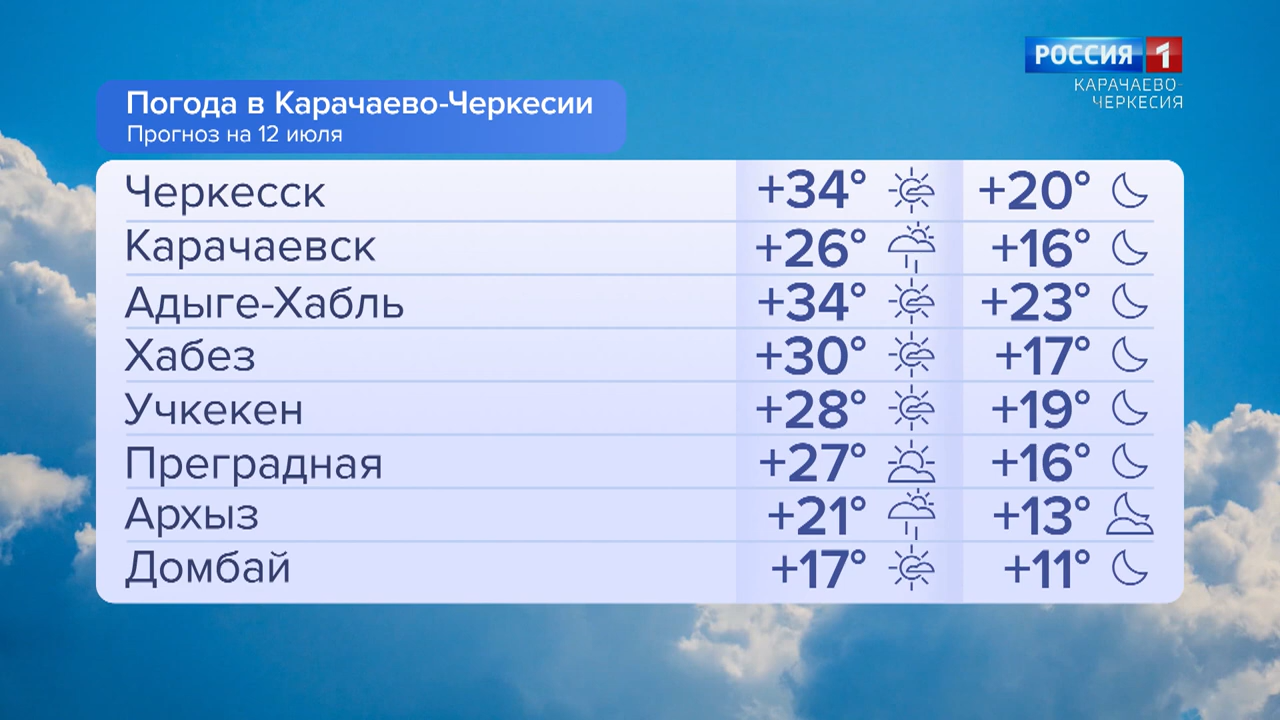 РОССИЯ 1
КАРАЧАЕВО-
ЧЕРКЕСИЯ
Погода в Карачаево-Черкесии
Прогноз на 12 июля
Черкесск +34° +20°
Карачаевск +26° +16°
Адыге-Хабль +34° +23°
Хабез +30° +17°
Учкекен +28° +19°
Преградная +27° +16°
Архыз +21° +13°
Домбай +17° +11°